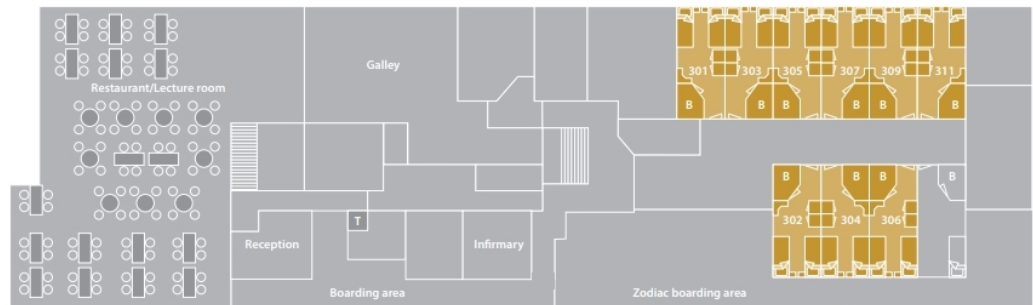 Restaurant/Lecture room
Galley
301 303 305 307 309 311
B B B B B B
B B B B
302 304 306
T
Reception
Infirmary
Boarding area
Zodiac boarding area